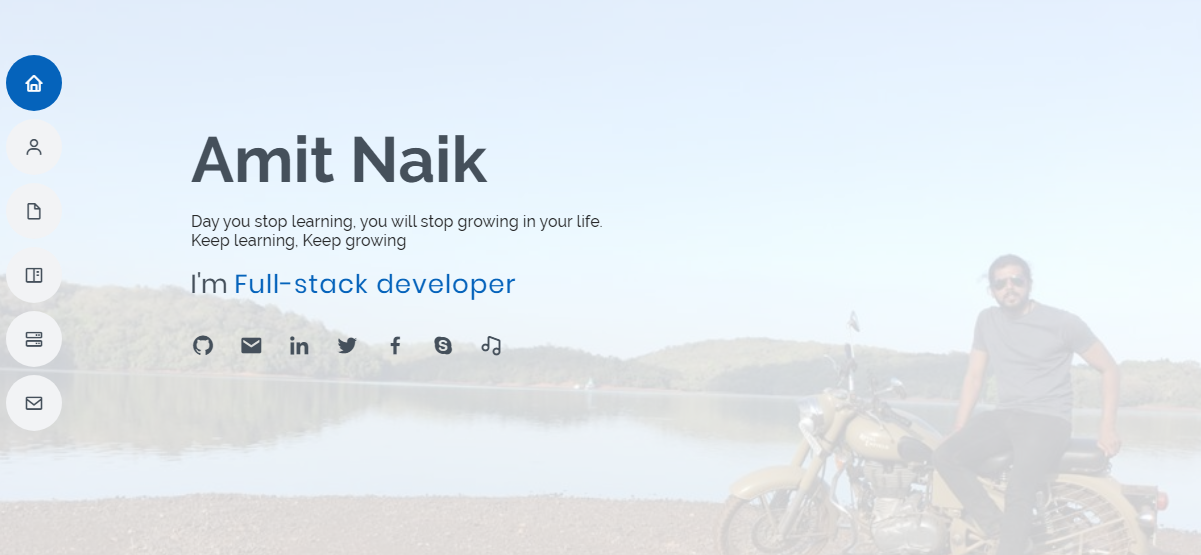 Amit Naik
Day you stop learning, you will stop growing in your life.
Keep learning, Keep growing
I'm Full-stack developer